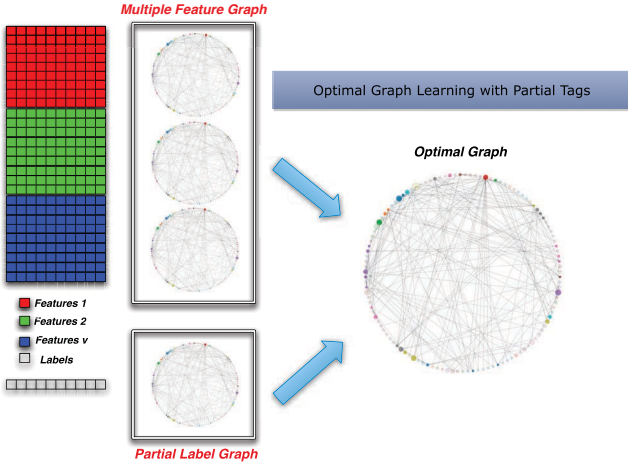 Multiple Feature Graph
Optimal Graph Learning with Partial Tags
Optimal Graph
Features 1
Features 2
Features v
Labels
Partial Label Graph